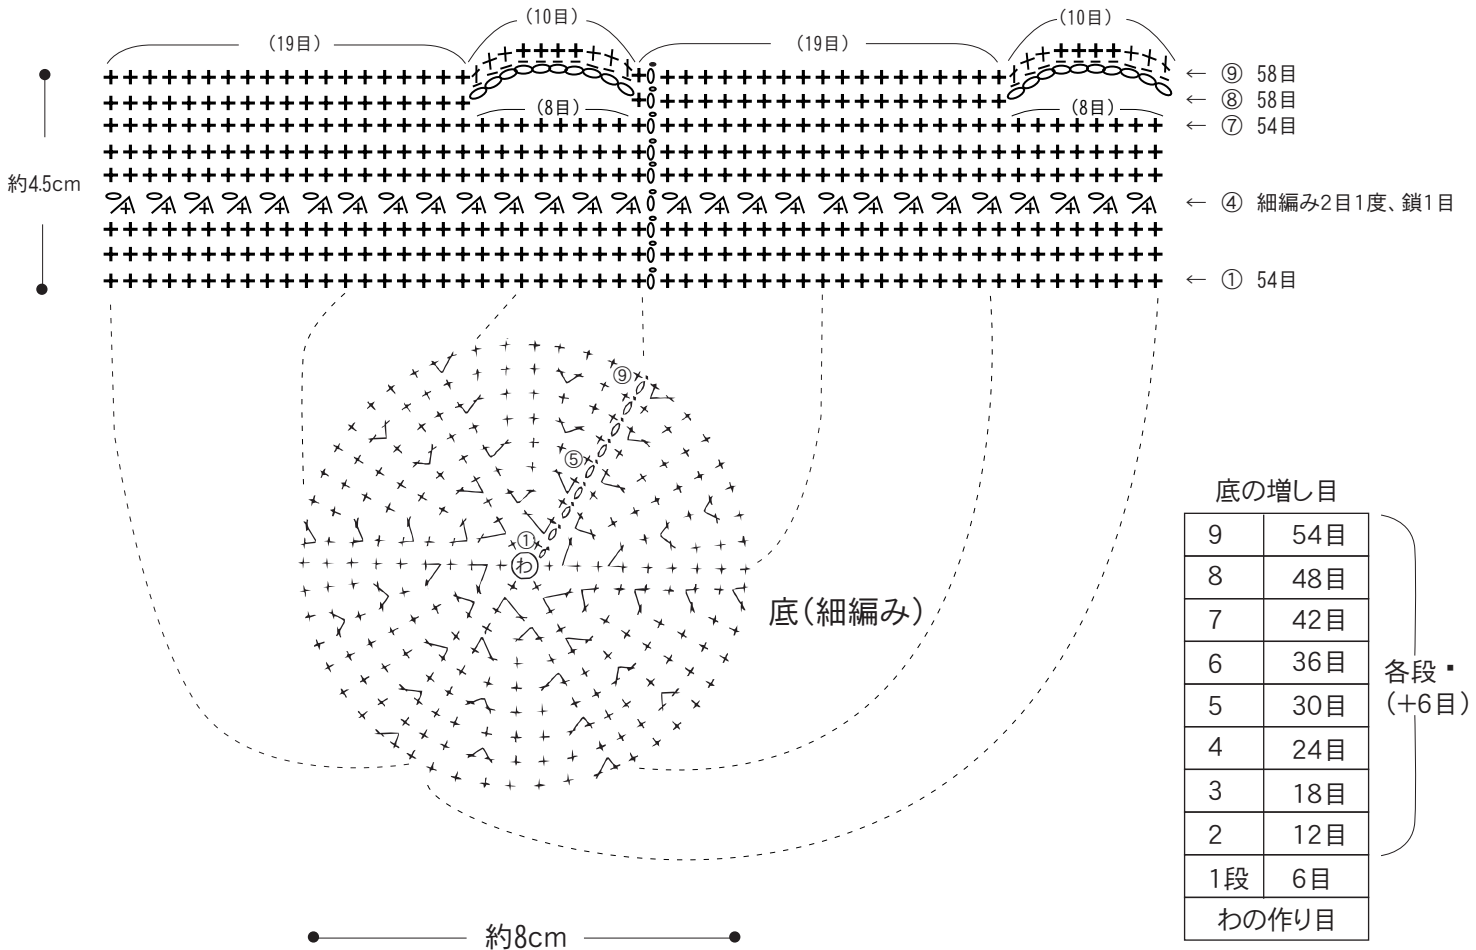 (10目)
(10目)
(19目)
(19目)
← ⑨ 58目
← ⑧ 58目
(8目)
(8目)
← ⑦ 54目
約4.5cm
← ④ 細編み2目1度、鎖1目
← ① 54目
⑨
⑤
①
わ
底(細編み)
約8cm
底の増し目
9 54目
8 48目
7 42目
6 36目
5 30目
4 24目
3 18目
2 12目
1段 6目
わの作り目
各段
(+6目)